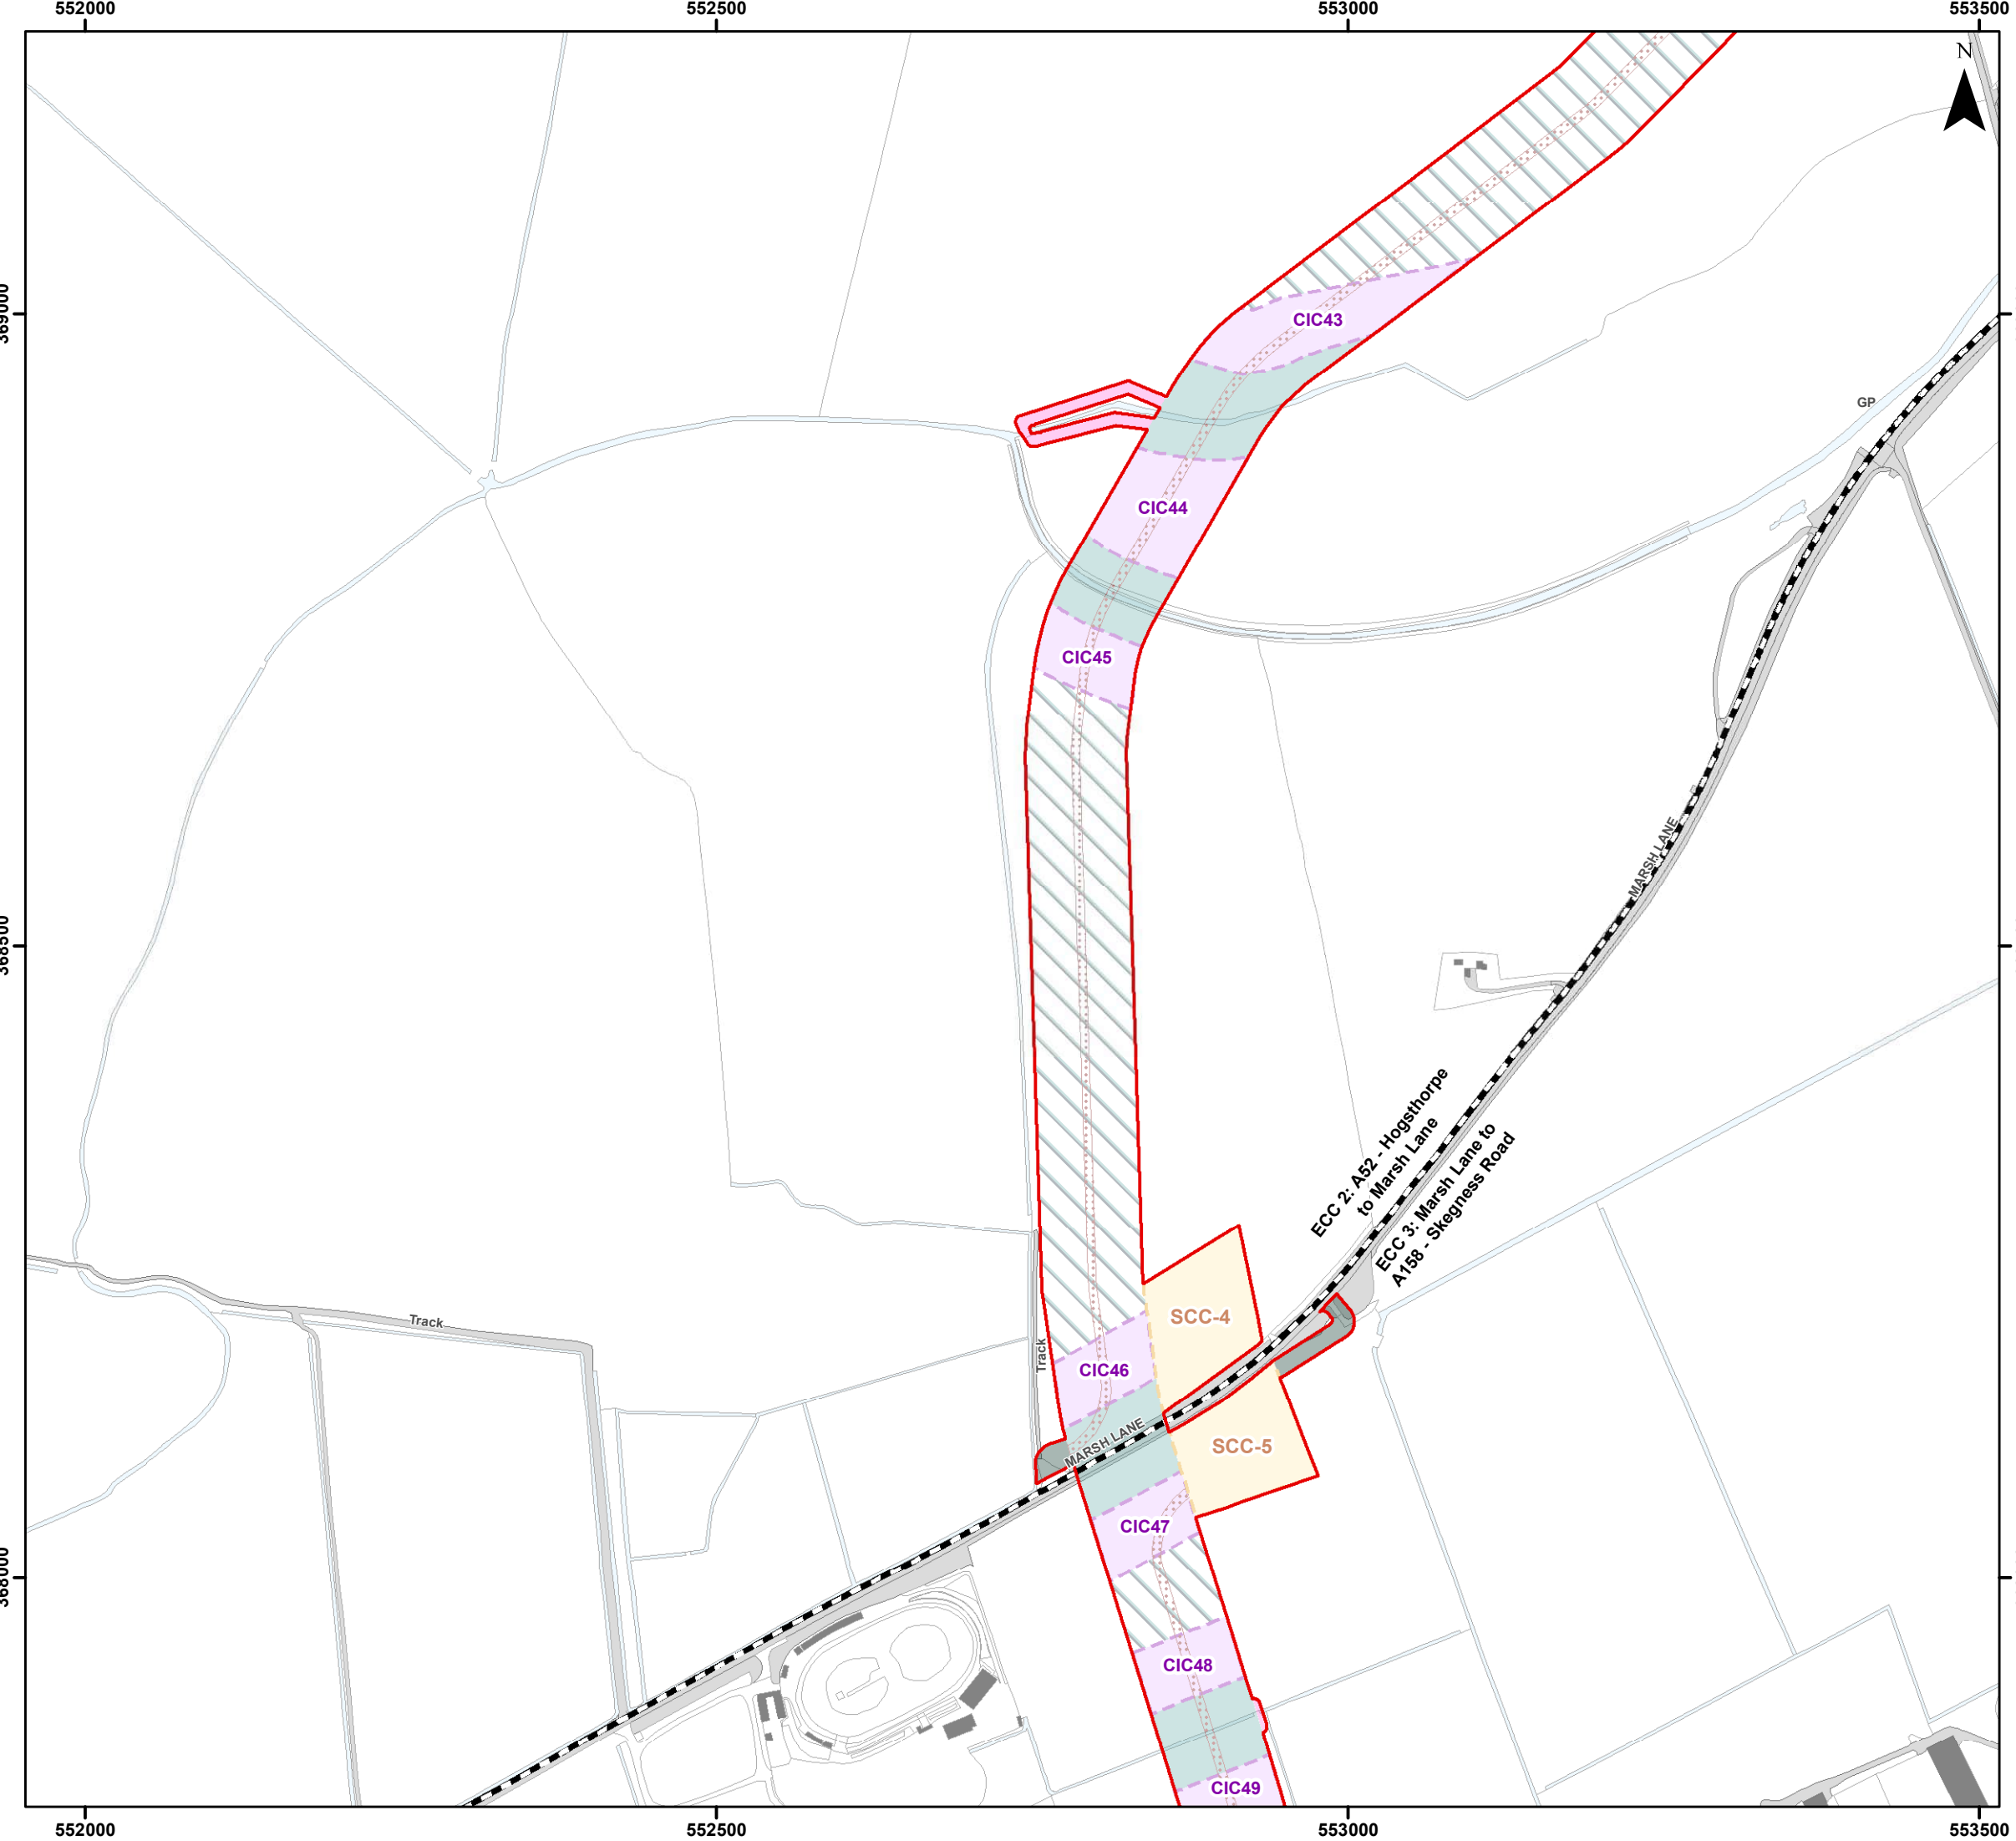 552000
552500
553000
553500
N
369000
CIC43
GP
CIC44
CIC45
MARSH LANE
368500
ECC 2: A52 - Hogsthorpe
to Marsh Lane
ECC 3: Marsh Lane to
A158 - Skegness Road
SCC-4
Track
Track
CIC46
MARSH LANE
SCC-5
CIC47
368000
CIC48
CIC49
552000
552500
553000
553500